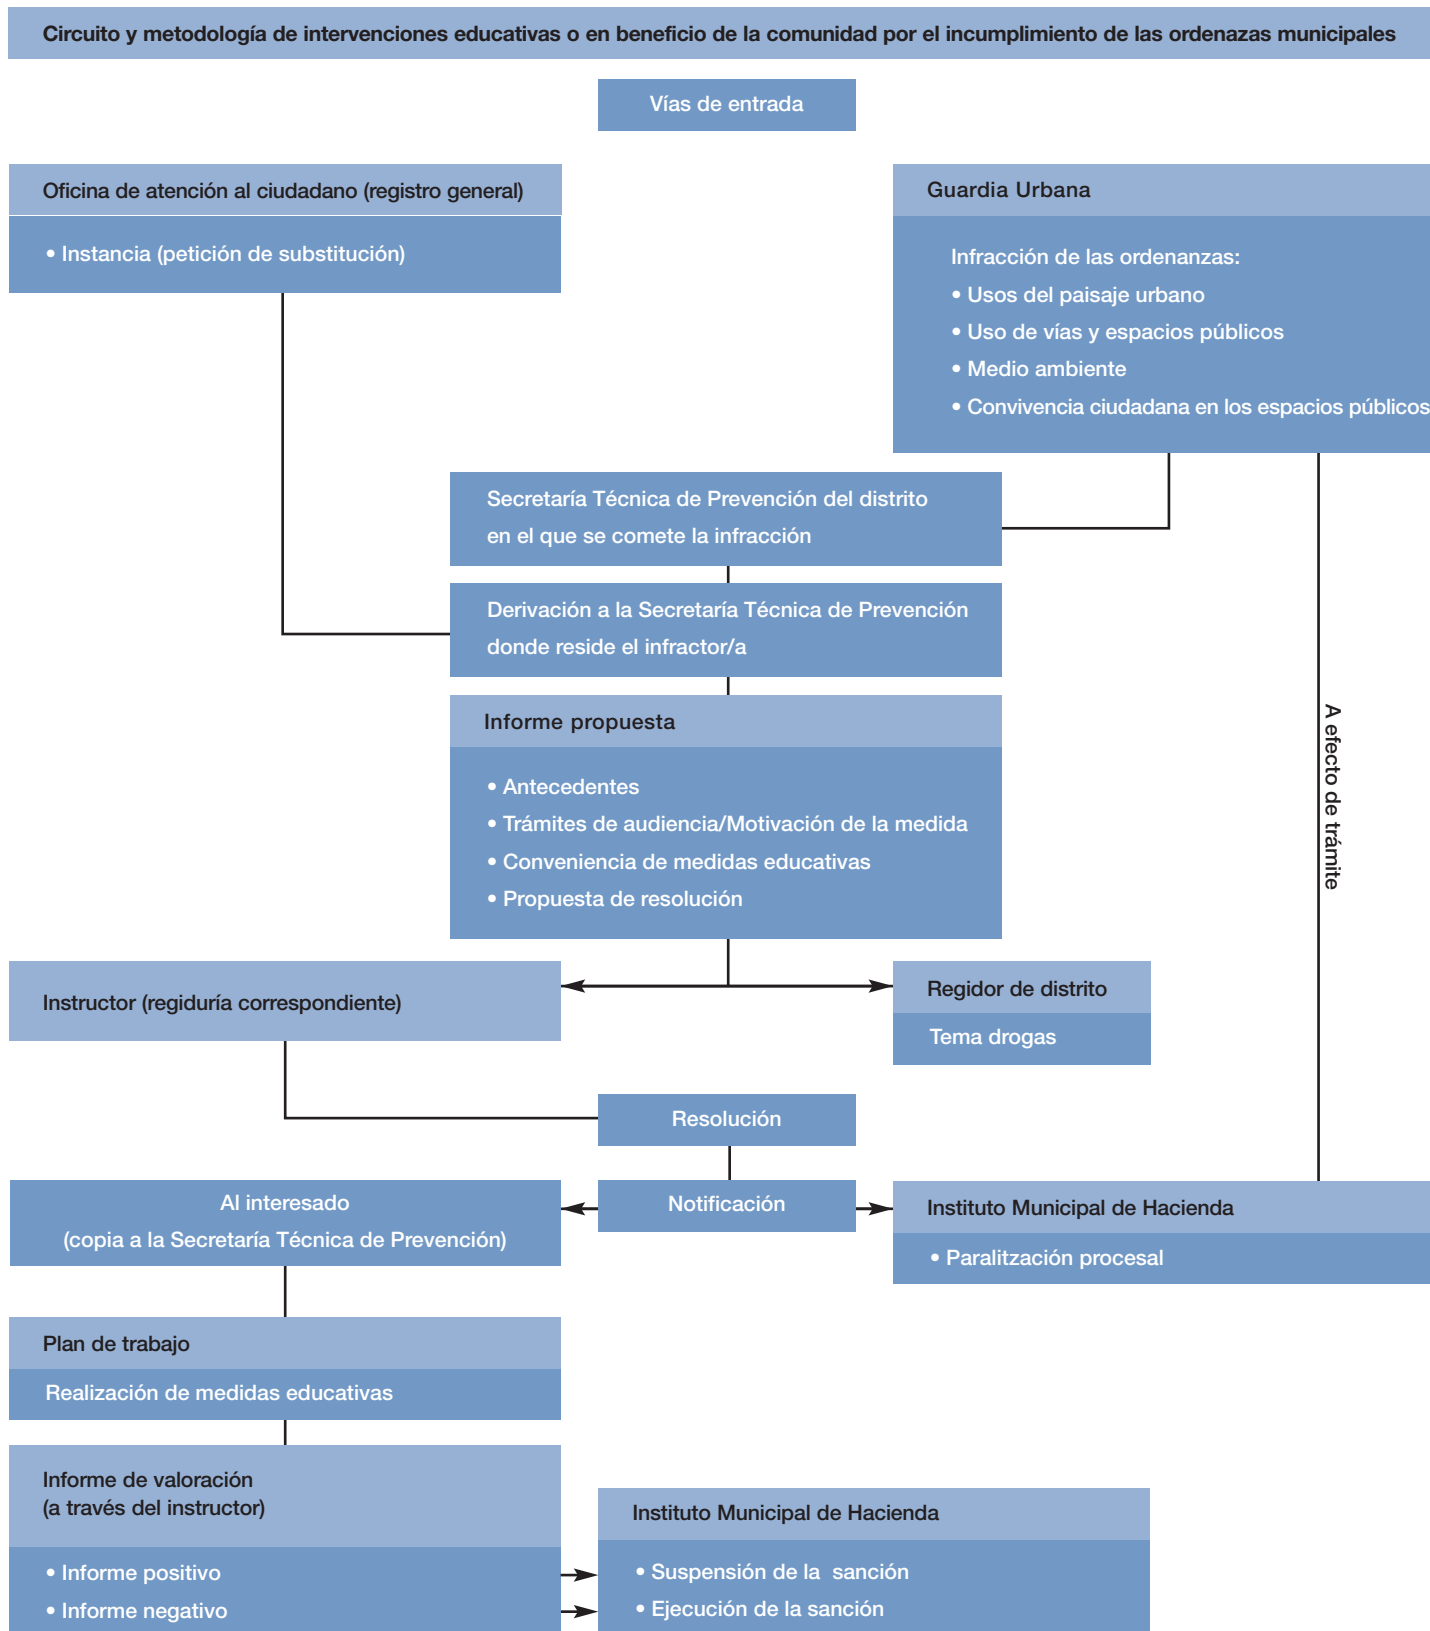 Circuito y metodología de intervenciones educativas o en beneficio de la comunidad por el incumplimiento de las ordenazas municipales
Vías de entrada
Oficina de atención al ciudadano (registro general)
• Instancia (petición de substitución)
Guardia Urbana
Infracción de las ordenanzas:
• Usos del paisaje urbano
• Uso de vías y espacios públicos
• Medio ambiente
• Convivencia ciudadana en los espacios públicos
Secretaría Técnica de Prevención del distrito
en el que se comete la infracción
Derivación a la Secretaría Técnica de Prevención
donde reside el infractor/a
Informe propuesta
• Antecedentes
• Trámites de audiencia/Motivación de la medida
• Conveniencia de medidas educativas
• Propuesta de resolución
A efecto de trámite
Instructor (regiduría correspondiente)
Regidor de distrito
Tema drogas
Resolución
Notificación
Al interesado
(copia a la Secretaría Técnica de Prevención)
Instituto Municipal de Hacienda
• Paralitzación procesal
Plan de trabajo
Realización de medidas educativas
Informe de valoración
(a través del instructor)
• Informe positivo
• Informe negativo
Instituto Municipal de Hacienda
• Suspensión de la sanción
• Ejecución de la sanción